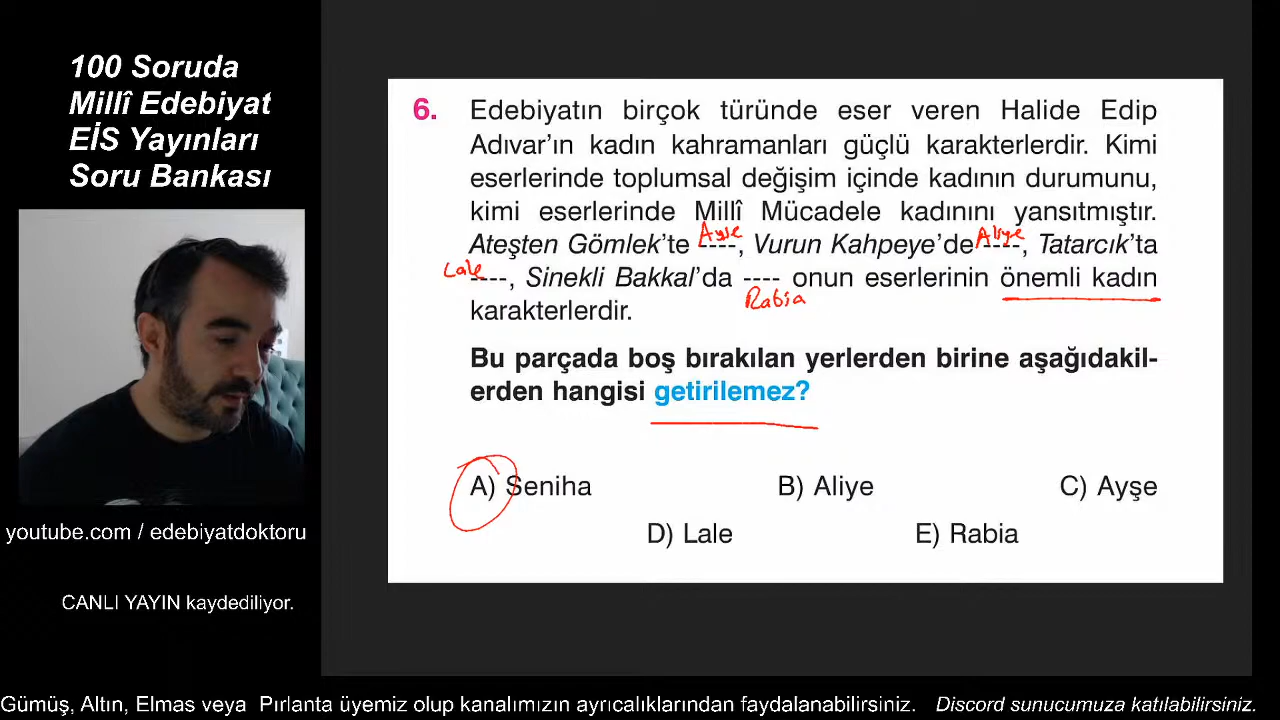 100 Soruda
Millî Edebiyat
EİS Yayınları
Soru Bankası
youtube.com / edebiyatdoktoru
CANLI YAYIN kaydediliyor.
6. Edebiyatın birçok türünde eser veren Halide Edip
Adıvar'ın kadın kahramanları güçlü karakterlerdir. Kimi
eserlerinde toplumsal değişim içinde kadının durumunu,
kimi eserlerinde Millî Mücadele kadınını yansıtmıştır.
Ayşe Aliye
Ateşten Gömlek'te ----, Vurun Kahpeye'de ----, Tatarcık'ta
Lale
----, Sinekli Bakkal'da ---- onun eserlerinin önemli kadın
Rabia
karakterlerdir.
Bu parçada boş bırakılan yerlerden birine aşağıdakil-
erden hangisi getirilemez?
A) Seniha B) Aliye C) Ayşe
D) Lale E) Rabia
Gümüş, Altın, Elmas veya Pırlanta üyemiz olup kanalımızın ayrıcalıklarından faydalanabilirsiniz. Discord sunucumuza katılabilirsiniz.